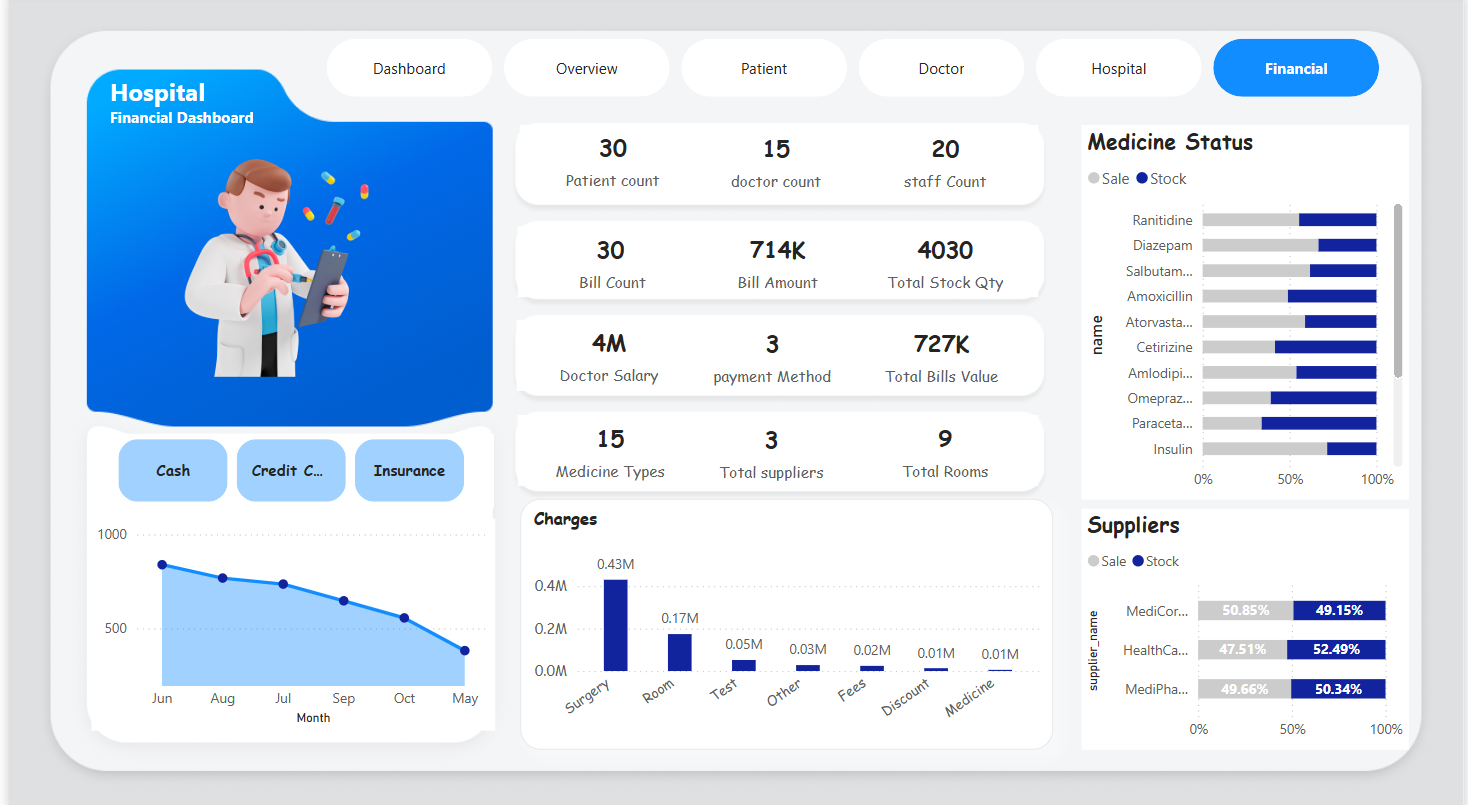 Dashboard
Overview
Patient
Doctor
Hospital
Financial
Hospital
Financial Dashboard
30
Patient count
15
doctor count
20
staff Count
30
Bill Count
714K
Bill Amount
4030
Total Stock Qty
4M
Doctor Salary
3
payment Method
727K
Total Bills Value
15
Medicine Types
3
Total suppliers
9
Total Rooms
Cash
Credit C...
Insurance
1000
500
Jun
Aug
Jul
Sep
Oct
May
Month
Charges
0.4M
0.2M
0.0M
0.43M
0.17M
0.05M
0.03M
0.02M
0.01M
0.01M
Surgery
Room
Test
Other
Fees
Discount
Medicine
Medicine Status
Sale
Stock
name
Ranitidine
Diazepam
Salbutam...
Amoxicillin
Atorvasta...
Cetirizine
Amlodipi...
Omepraz...
Paraceta...
Insulin
0%
50%
100%
Suppliers
Sale
Stock
supplier_name
MediCor...
50.85%
49.15%
HealthCa...
47.51%
52.49%
MediPha...
49.66%
50.34%
0%
50%
100%